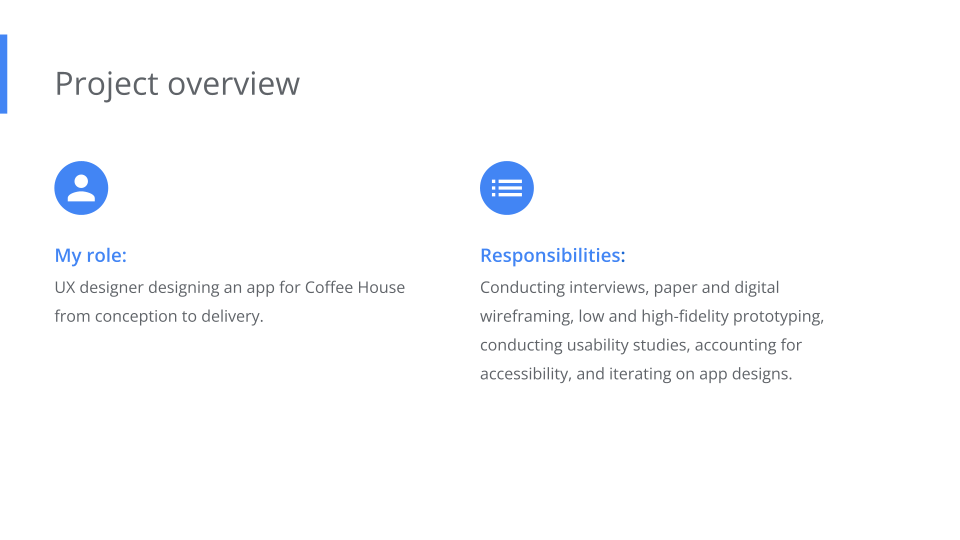 Project overview
My role:
UX designer designing an app for Coffee House
from conception to delivery.
Responsibilities:
Conducting interviews, paper and digital
wireframing, low and high-fidelity prototyping,
conducting usability studies, accounting for
accessibility, and iterating on app designs.